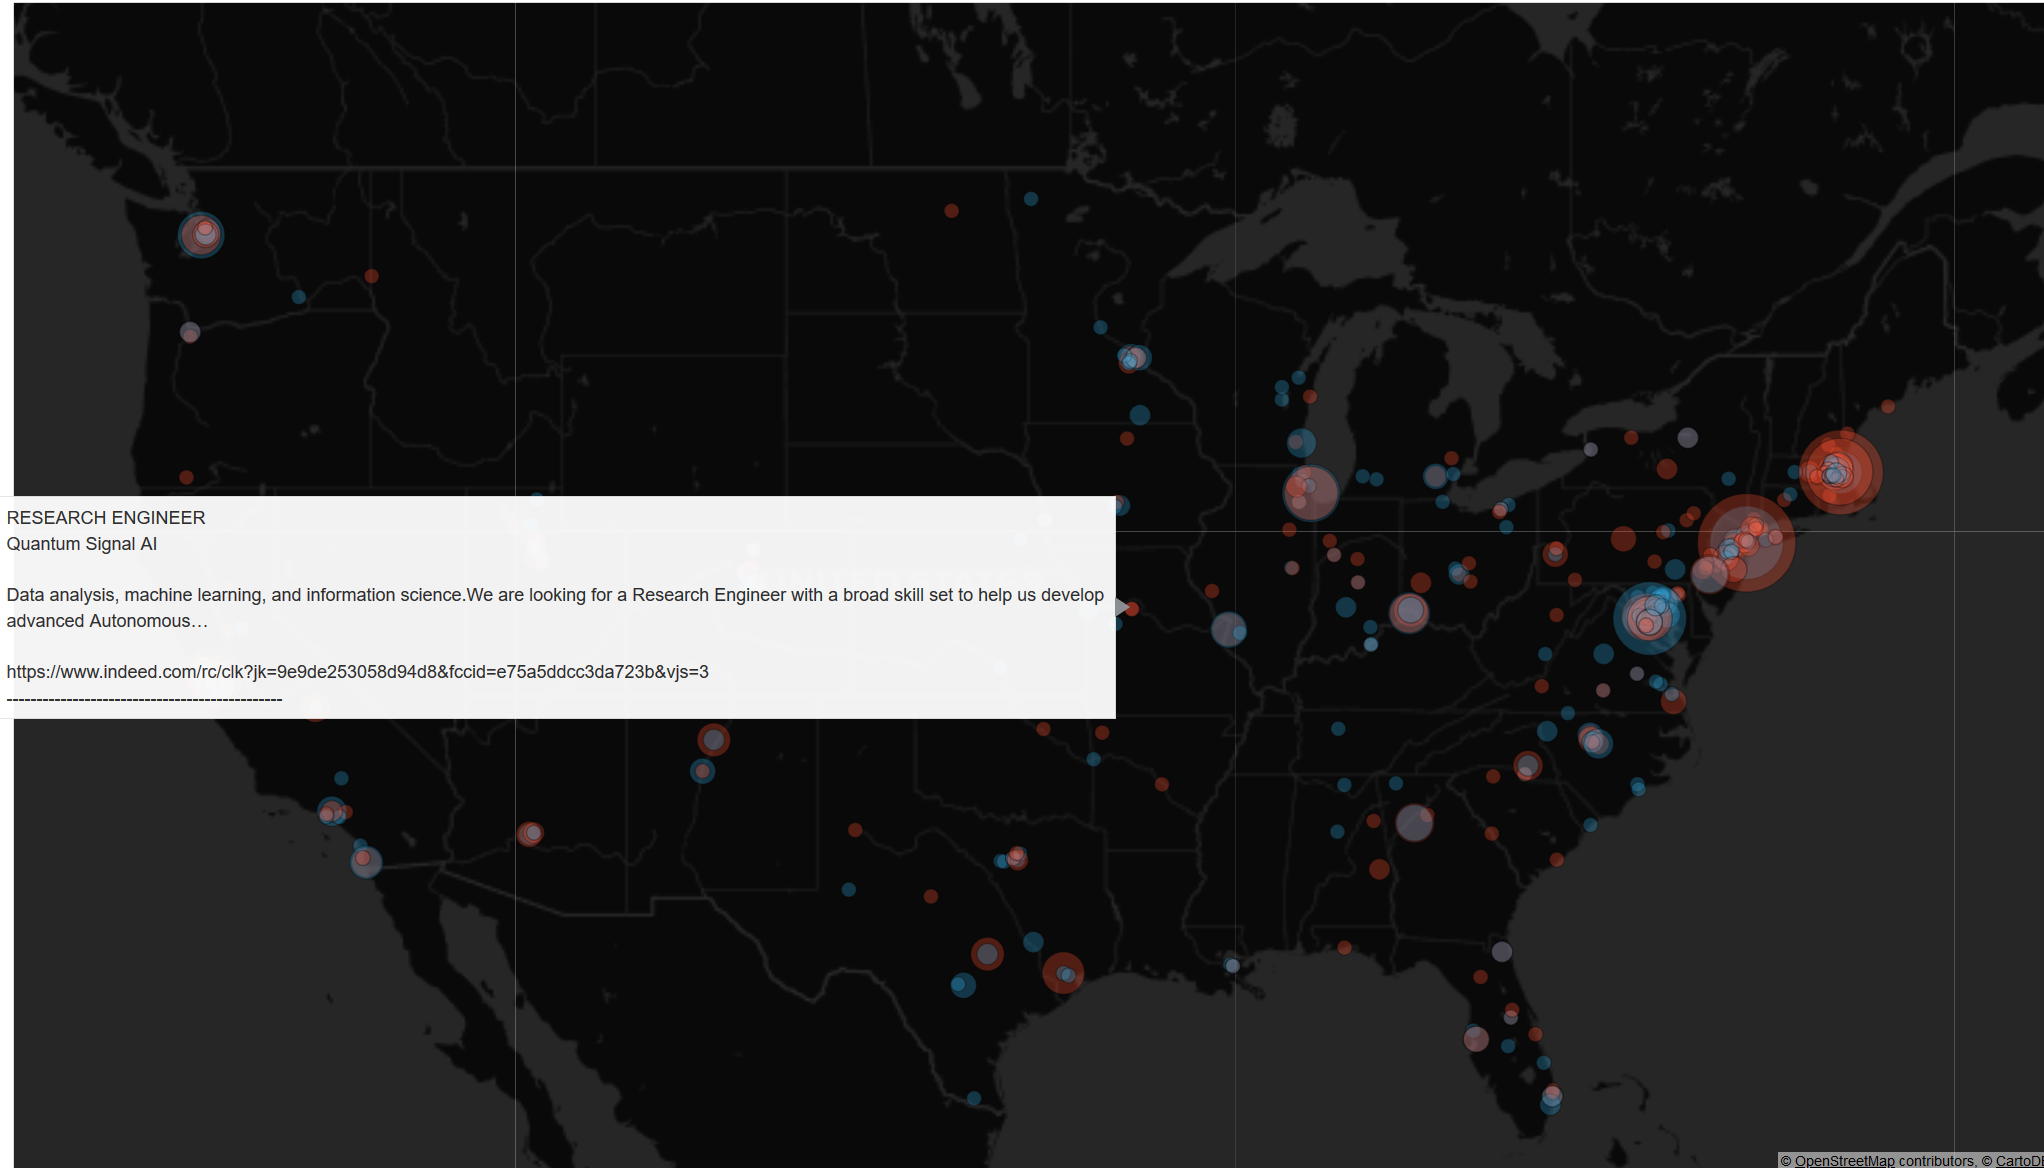 RESEARCH ENGINEER
Quantum Signal AI
Data analysis, machine learning, and information science.We are looking for a Research Engineer with a broad skill set to help us develop
advanced Autonomous…
https://www.indeed.com/rc/clk?jk=9e9de253058d94d8&fccid=e75a5ddcc3da723b&vjs=3
----------------------------------------------
© OpenStreetMap contributors, © CartoD